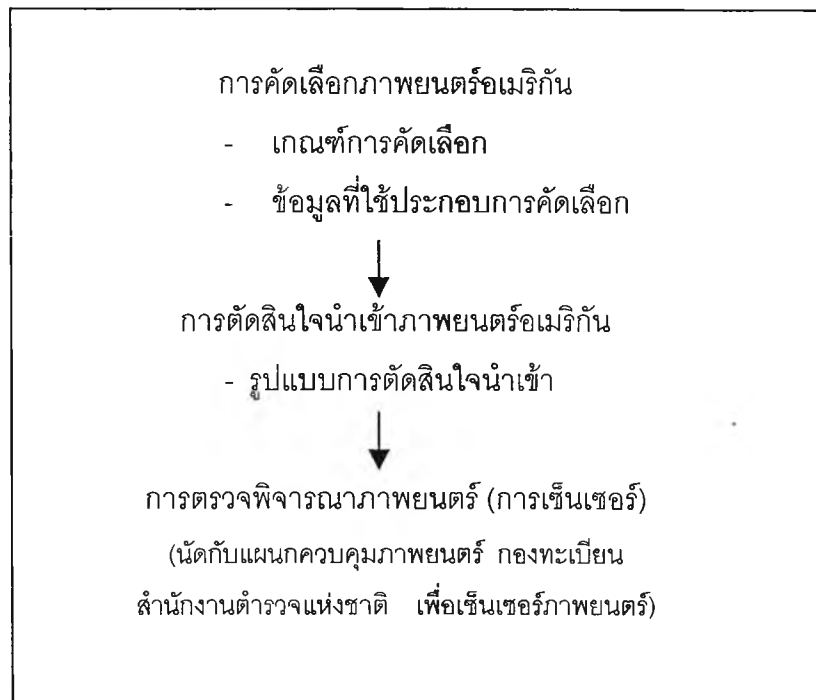 การคัดเลือกภาพยนตร์อเมริกัน
- เกณฑ์การคัดเลือก
- ข้อมูลที่ใช้ประกอบการคัดเลือก
การตัดสินใจนำเข้าภาพยนตร์อเมริกัน
- รูปแบบการตัดสินใจนำเข้า
การตรวจพิจารณาภาพยนตร์ (การเซ็นเซอร์)
(นัดกับแผนกควบคุมภาพยนตร์ กองทะเบียน
สำนักงานตำรวจแห่งชาติ เพื่อเซ็นเซอร์ภาพยนตร์)